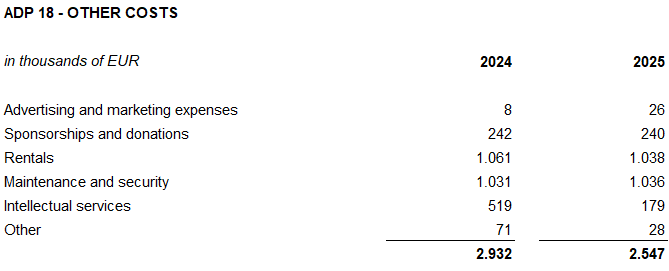 ADP 18 - OTHER COSTS
in thousands of EUR 2024 2025
Advertising and marketing expenses 8 26
Sponsorships and donations 242 240
Rentals 1.061 1.038
Maintenance and security 1.031 1.036
Intellectual services 519 179
Other 71 28
2.932 2.547